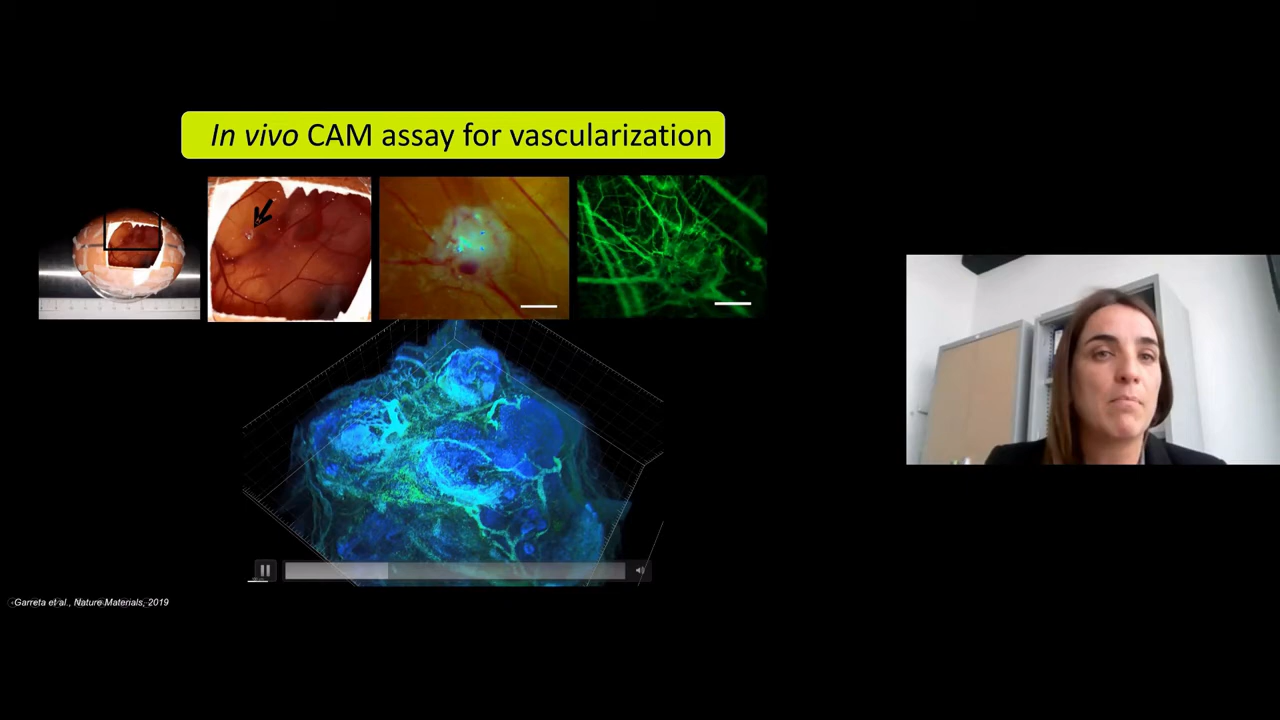 In vivo CAM assay for vascularization
Garreta et al., Nature Materials, 2019